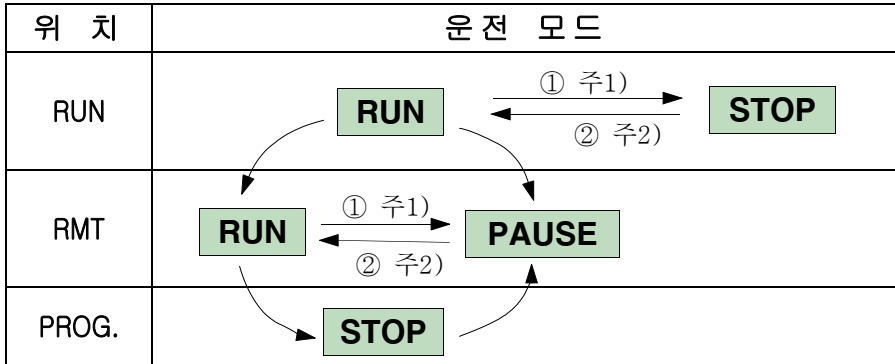 위 치 운전 모드
RUN
RUN
① 주1)
② 주2)
STOP
RMT
RUN
① 주1)
② 주2)
PAUSE
PROG.
STOP